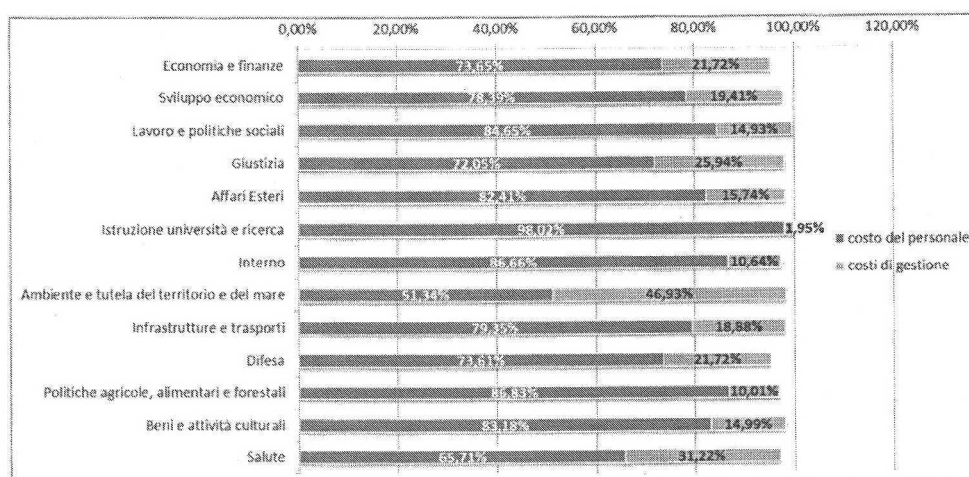 0,00% 20,00% 40,00% 60,00% 80,00% 100,00% 120,00%
Economia e finanze 73,65% 21,72%
Sviluppo economico 78,39% 19,41%
Lavoro e politiche sociali 84,65% 14,93%
Giustizia 72,05% 25,94%
Affari Esteri 82,41% 15,74%
Istruzione università e ricerca 98,02% 1,95%
costo del personale
Interno 86,66% 10,64%
costi di gestione
Ambiente e tutela del territorio e del mare 51,34% 46,93%
Infrastrutture e trasporti 79,35% 18,88%
Difesa 73,61% 21,72%
Politiche agricole, alimentari e forestali 86,83% 10,01%
Beni e attività culturali 83,18% 14,99%
Salute 65,71% 31,22%